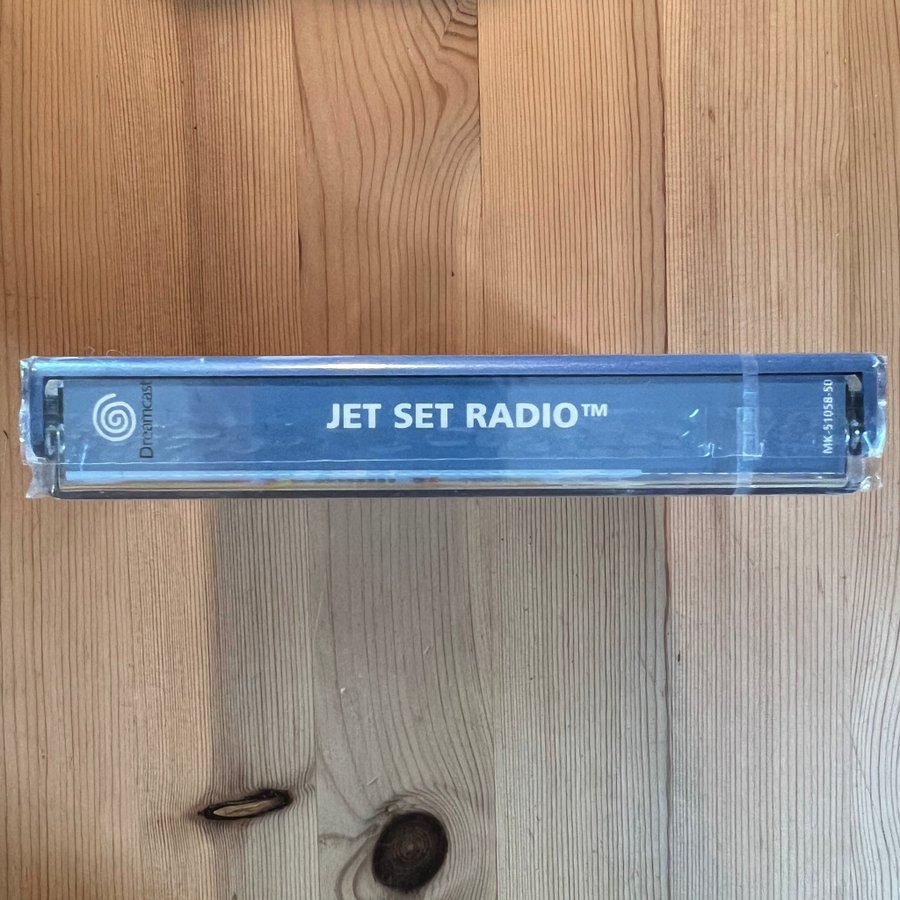 Dreamcast
JET SET RADIO™
MK-51058-50